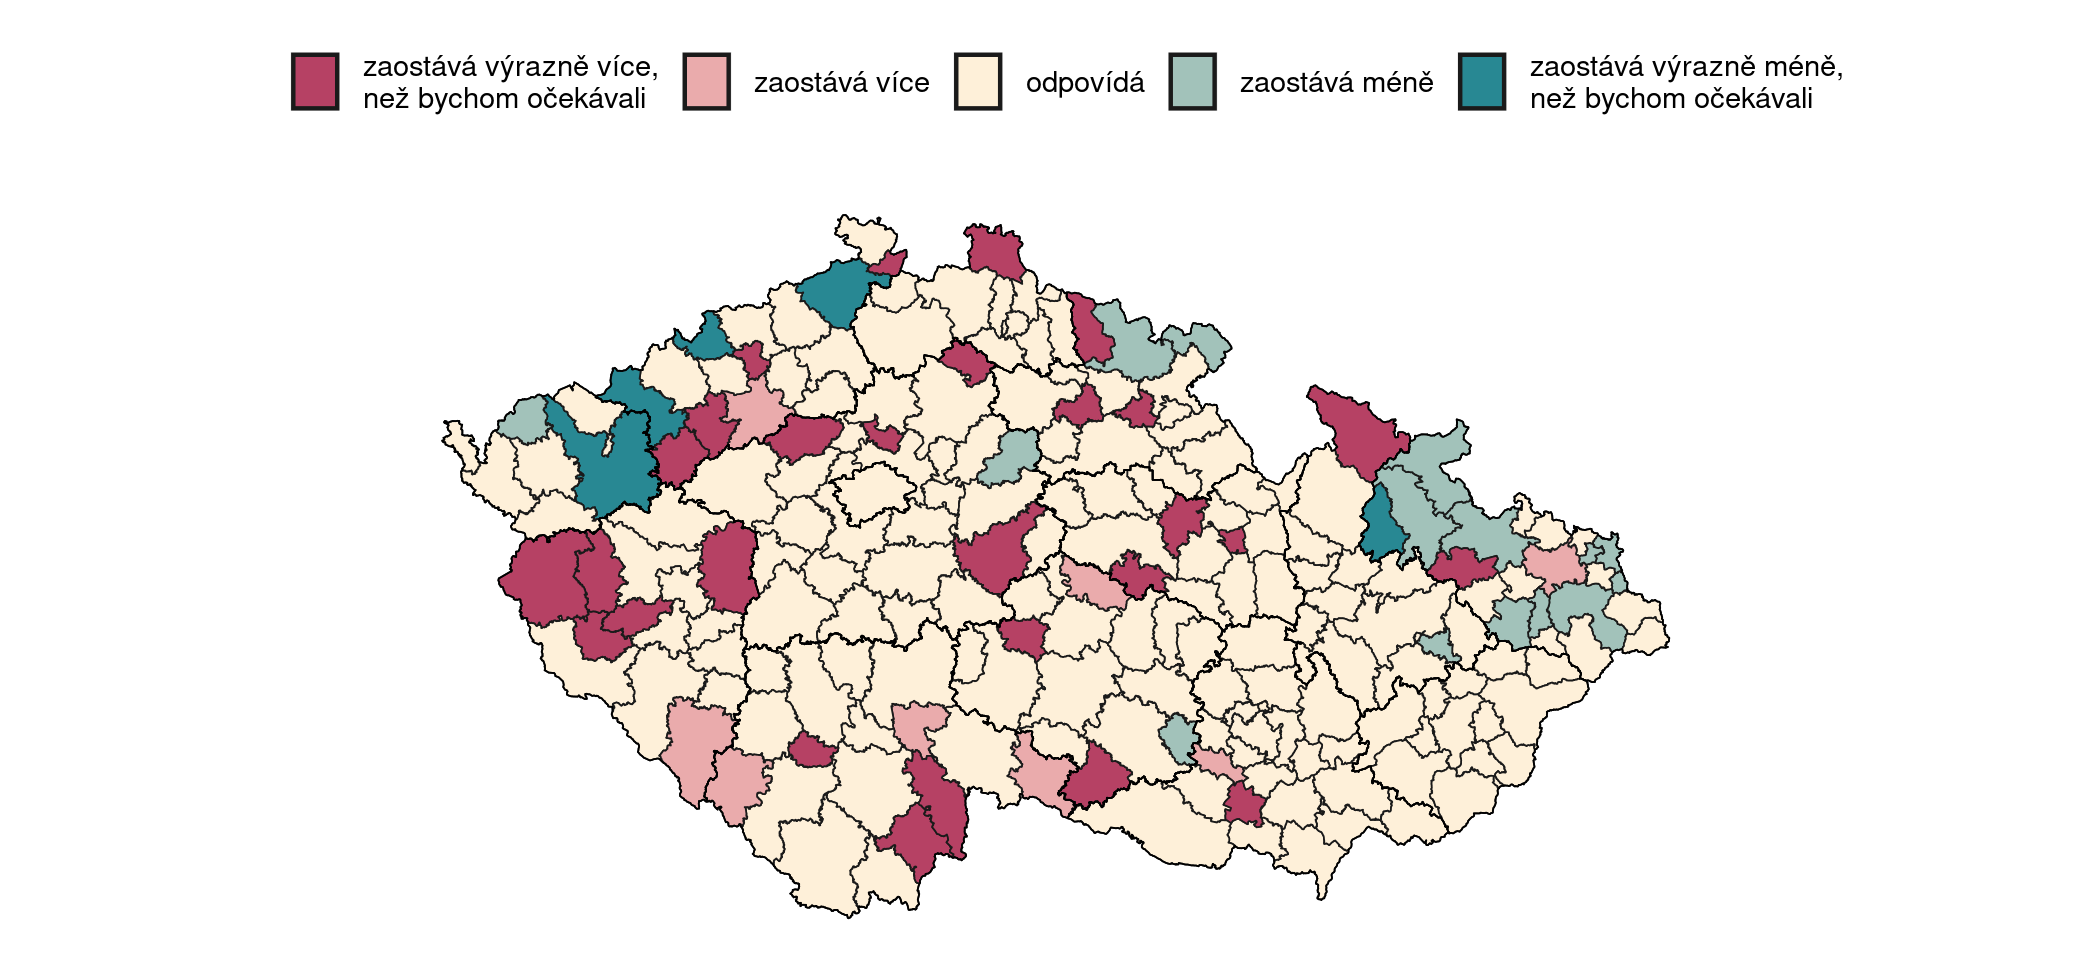 zaostává výrazně více,
než bychom očekávali
zaostává více
odpovídá
zaostává méně
zaostává výrazně méně,
než bychom očekávali